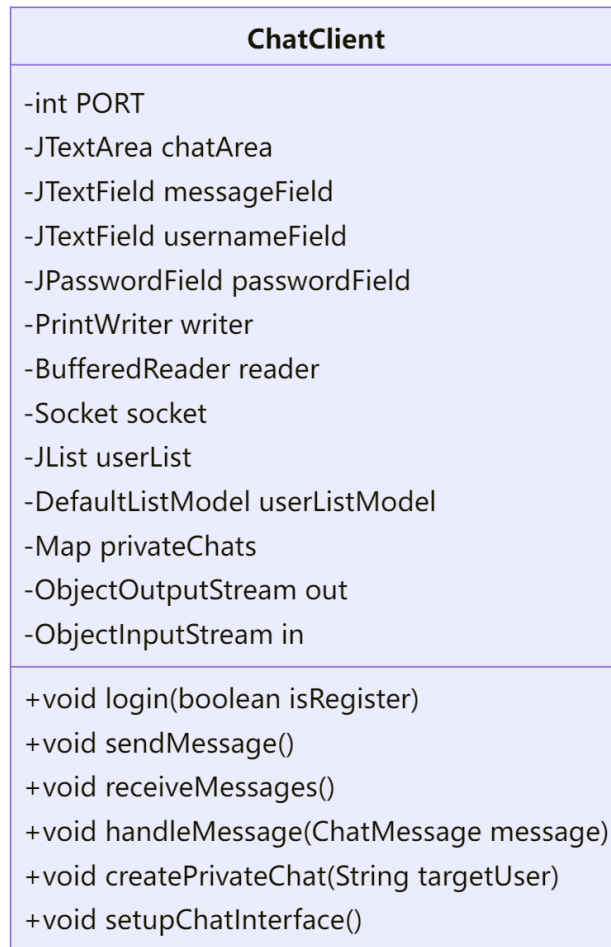 ChatClient
-int PORT
-JTextArea chatArea
-JTextField messageField
-JTextField usernameField
-JPasswordField passwordField
-PrintWriter writer
-BufferedReader reader
-Socket socket
-JList userList
-DefaultListModel userListModel
-Map privateChats
-ObjectOutputStream out
-ObjectInputStream in
+void login(boolean isRegister)
+void sendMessage()
+void receiveMessages()
+void handleMessage(ChatMessage message)
+void createPrivateChat(String targetUser)
+void setupChatInterface()